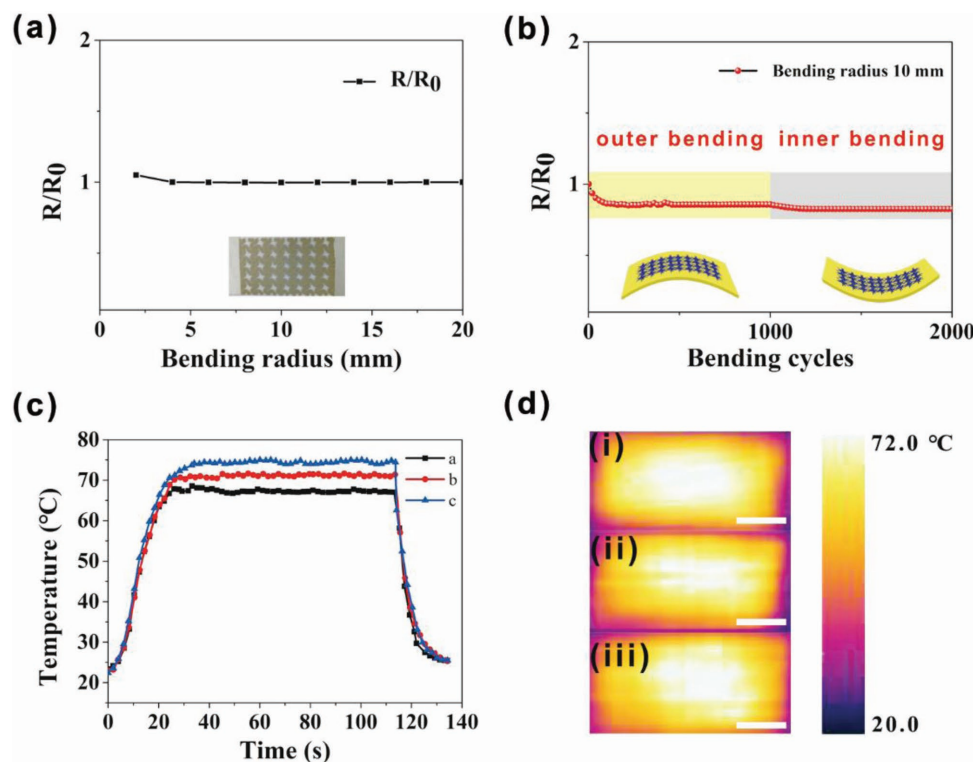 (a)
2
R/R0
R/R0
1
0 5 10 15 20
Bending radius (mm)
(b)
2
Bending radius 10 mm
outer bending inner bending
R/R0
1
0 1000 2000
Bending cycles
(c)
80
70
60
50
40
30
20
10
Temperature (°C)
a
b
c
0 20 40 60 80 100 120 140
Time (s)
(d)
(i)
(ii)
(iii)
72.0 °C
20.0